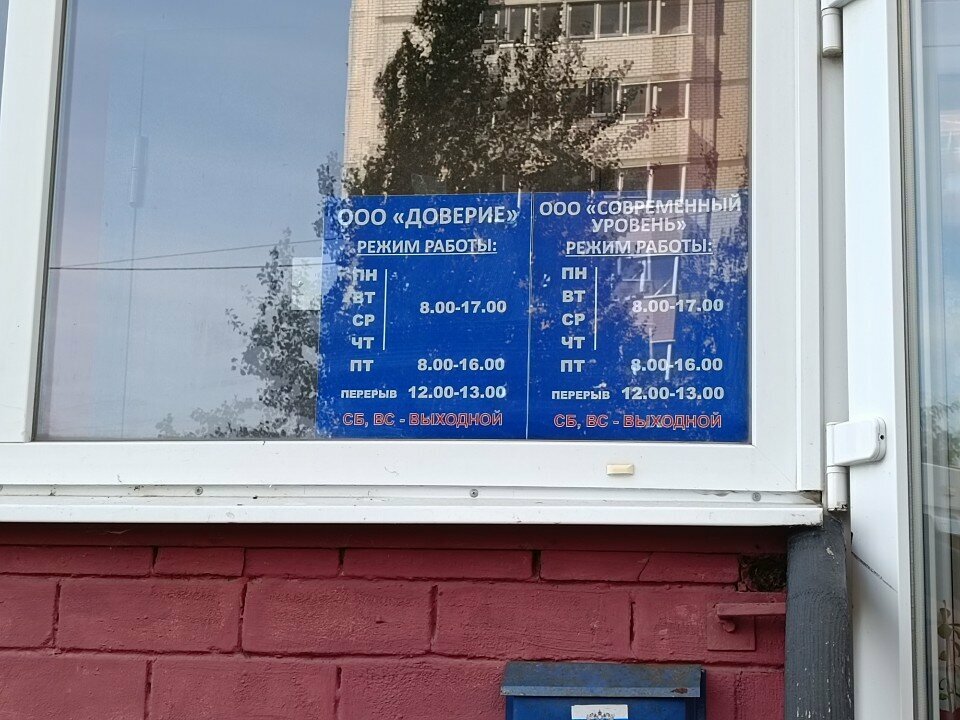 ООО «ДОВЕРИЕ»
РЕЖИМ РАБОТЫ:
ПН
ВТ
8.00-17.00
СР
ЧТ
ПТ 8.00-16.00
ПЕРЕРЫВ 12.00-13.00
СБ, ВС - ВЫХОДНОЙ
ООО «СОВРЕМЕННЫЙ
УРОВЕНЬ»
РЕЖИМ РАБОТЫ:
ПН
ВТ
8.00-17.00
СР
ЧТ
ПТ 8.00-16.00
ПЕРЕРЫВ 12.00-13.00
СБ, ВС - ВЫХОДНОЙ